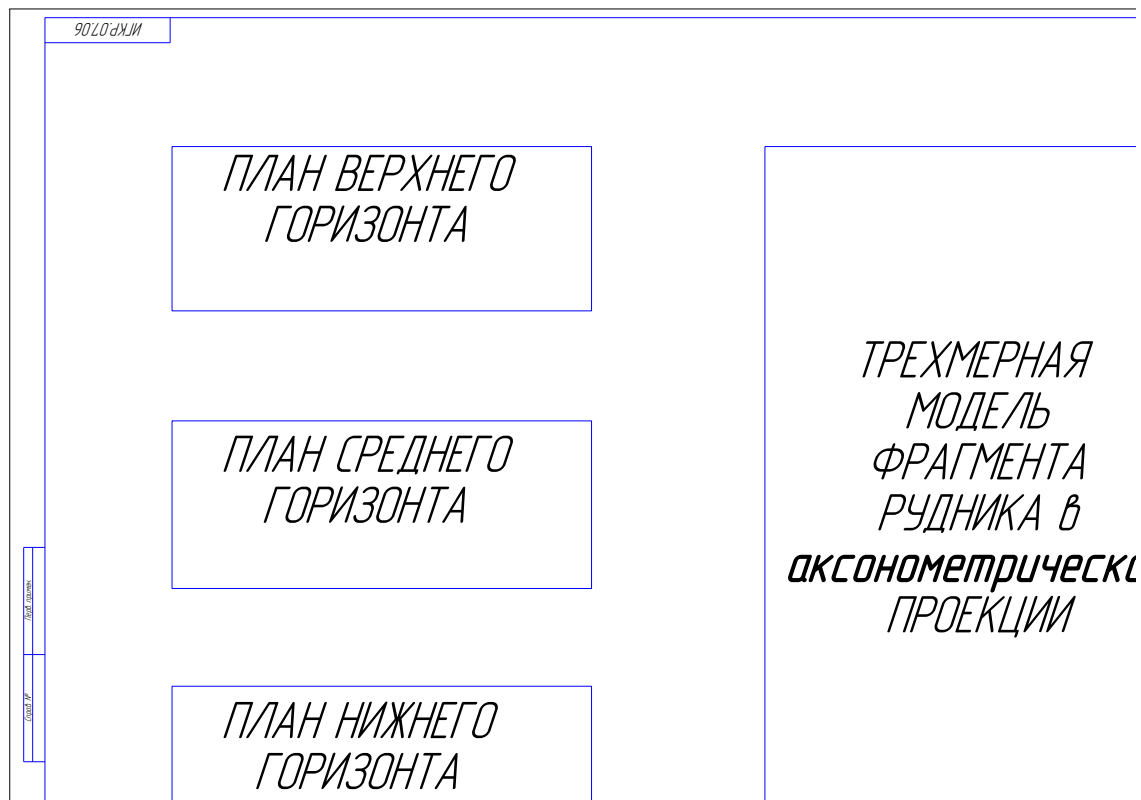 ИГКР.07.06
ПЛАН ВЕРХНЕГО
ГОРИЗОНТА
ПЛАН СРЕДНЕГО
ГОРИЗОНТА
ПЛАН НИЖНЕГО
ГОРИЗОНТА
ТРЕХМЕРНАЯ
МОДЕЛЬ
ФРАГМЕНТА
РУДНИКА в
аксонометрическо
ПРОЕКЦИИ
Перв. примен.
Справ. №